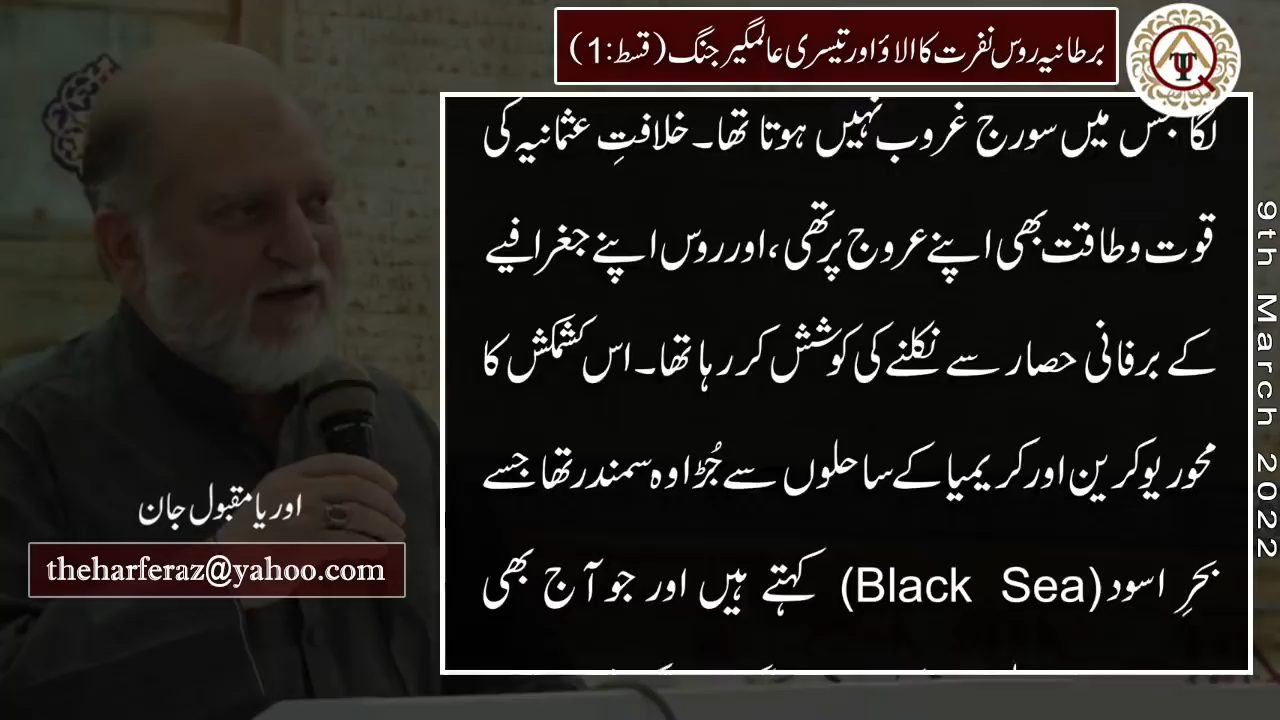 برطانیہ روس نفرت کا الاؤ اور تیسری عالمگیر جنگ (قسط:1)
لگا جس میں سورج غروب نہیں ہوتا تھا۔ خلافتِ عثمانیہ کی
قوت و طاقت بھی اپنے عروج پر تھی، اور روس اپنے جغرافیے
کے برفانی حصار سے نکلنے کی کوشش کر رہا تھا۔ اس کشمکش کا
محور یوکرین اور کریمیا کے ساحلوں سے جُڑا وہ سمندر تھا جسے
بحرِ اسود (Black Sea) کہتے ہیں اور جو آج بھی
اوریا مقبول جان
theharferaz@yahoo.com
9th March 2022